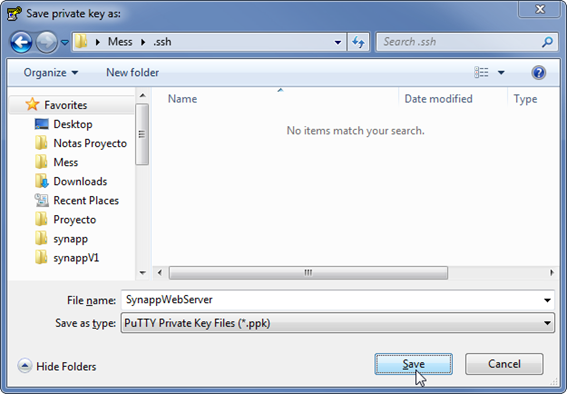 Save private key as:
Mess ▸ .ssh
Search .ssh
Organize
New folder
Name
Date modified
Type
No items match your search.
Favorites
Desktop
Notas Proyecto
Mess
Downloads
Recent Places
Proyecto
synapp
synappV1
File name: SynappWebServer
Save as type: PuTTY Private Key Files (*.ppk)
Hide Folders
Save
Cancel